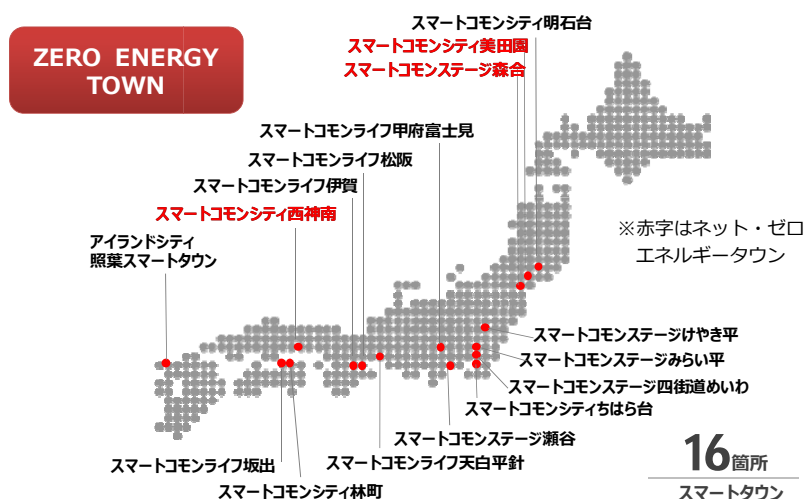 ZERO ENERGY
TOWN
スマートコモンシティ明石台
スマートコモンシティ美田園
スマートコモンステージ森合
スマートコモンライフ甲府富士見
スマートコモンライフ松阪
スマートコモンライフ伊賀
スマートコモンシティ西神南
アイランドシティ
照葉スマートタウン
※赤字はネット・ゼロ
エネルギータウン
スマートコモンステージけやき平
スマートコモンステージみらい平
スマートコモンステージ四街道めいわ
スマートコモンシティちはら台
スマートコモンステージ瀬谷
スマートコモンライフ天白平針
スマートコモンライフ坂出
スマートコモンシティ林町
16箇所
スマートタウン